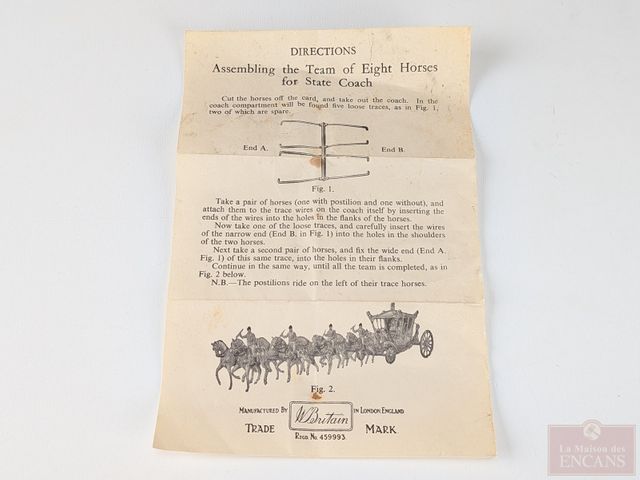 DIRECTIONS
Assembling the Team of Eight Horses
for State Coach
Cut the horses off the card, and take out the coach. In the
coach compartment will be found five loose traces, as in Fig. 1,
two of which are spare.
End A. End B.
Fig. 1.
Take a pair of horses (one with postilion and one without), and
attach them to the trace wires on the coach itself by inserting the
ends of the wires into the holes in the flanks of the horses.
Now take one of the loose traces, and carefully insert the wires
of the narrow end (End B. in Fig. 1) into the holes in the shoulders
of the two horses.
Next take a second pair of horses, and fix the wide end (End A.
Fig. 1) of this same trace, into the holes in their flanks.
Continue in the same way, until all the team is completed, as in
Fig. 2 below.
N.B.—The postilions ride on the left of their trace horses.
Fig. 2.
MANUFACTURED BY W Britain IN LONDON ENGLAND
TRADE MARK
REGD No. 459993.
La Maison des
ENCANS